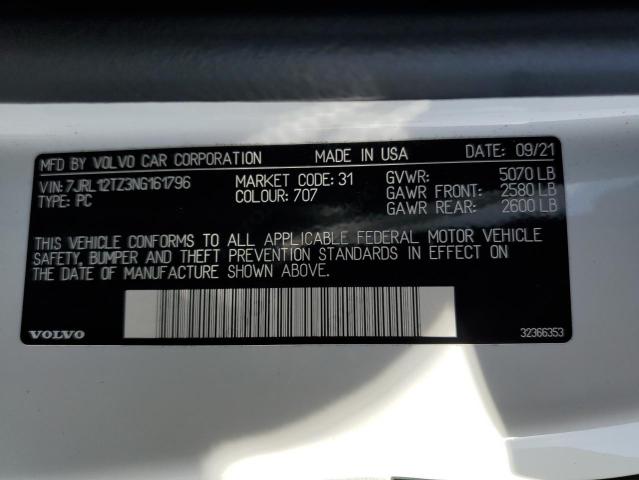 MFD BY VOLVO CAR CORPORATION MADE IN USA DATE: 09/21
VIN: 7JRL12TZ3NG161796 MARKET CODE: 31 GVWR: 5070 LB
TYPE: PC COLOUR: 707 GAWR FRONT: 2580 LB
GAWR REAR: 2600 LB
THIS VEHICLE CONFORMS TO ALL APPLICABLE FEDERAL MOTOR VEHICLE
SAFETY, BUMPER AND THEFT PREVENTION STANDARDS IN EFFECT ON
THE DATE OF MANUFACTURE SHOWN ABOVE.
VOLVO 32366353